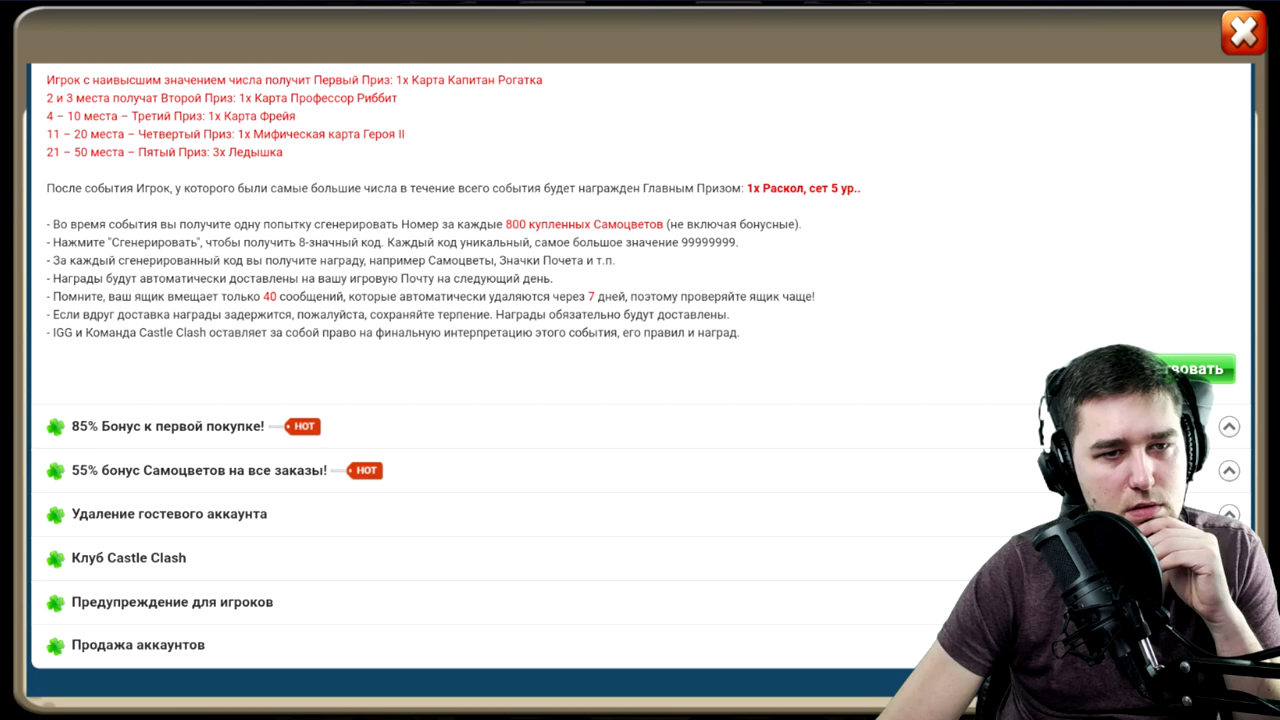 Игрок с наивысшим значением числа получит Первый Приз: 1x Карта Капитан Рогатка
2 и 3 места получат Второй Приз: 1x Карта Профессор Риббит
4 – 10 места – Третий Приз: 1x Карта Фрейя
11 – 20 места – Четвертый Приз: 1x Мифическая карта Героя II
21 – 50 места – Пятый Приз: 3x Ледышка
После события Игрок, у которого были самые большие числа в течение всего события будет награжден Главным Призом: 1x Раскол, сет 5 ур..
- Во время события вы получите одну попытку сгенерировать Номер за каждые 800 купленных Самоцветов (не включая бонусные).
- Нажмите "Сгенерировать", чтобы получить 8-значный код. Каждый код уникальный, самое большое значение 99999999.
- За каждый сгенерированный код вы получите награду, например Самоцветы, Значки Почета и т.п.
- Награды будут автоматически доставлены на вашу игровую Почту на следующий день.
- Помните, ваш ящик вмещает только 40 сообщений, которые автоматически удаляются через 7 дней, поэтому проверяйте ящик чаще!
- Если вдруг доставка награды задержится, пожалуйста, сохраняйте терпение. Награды обязательно будут доставлены.
- IGG и Команда Castle Clash оставляет за собой право на финальную интерпретацию этого события, его правил и наград.
85% Бонус к первой покупке! HOT
55% бонус Самоцветов на все заказы! HOT
Удаление гостевого аккаунта
Клуб Castle Clash
Предупреждение для игроков
Продажа аккаунтов